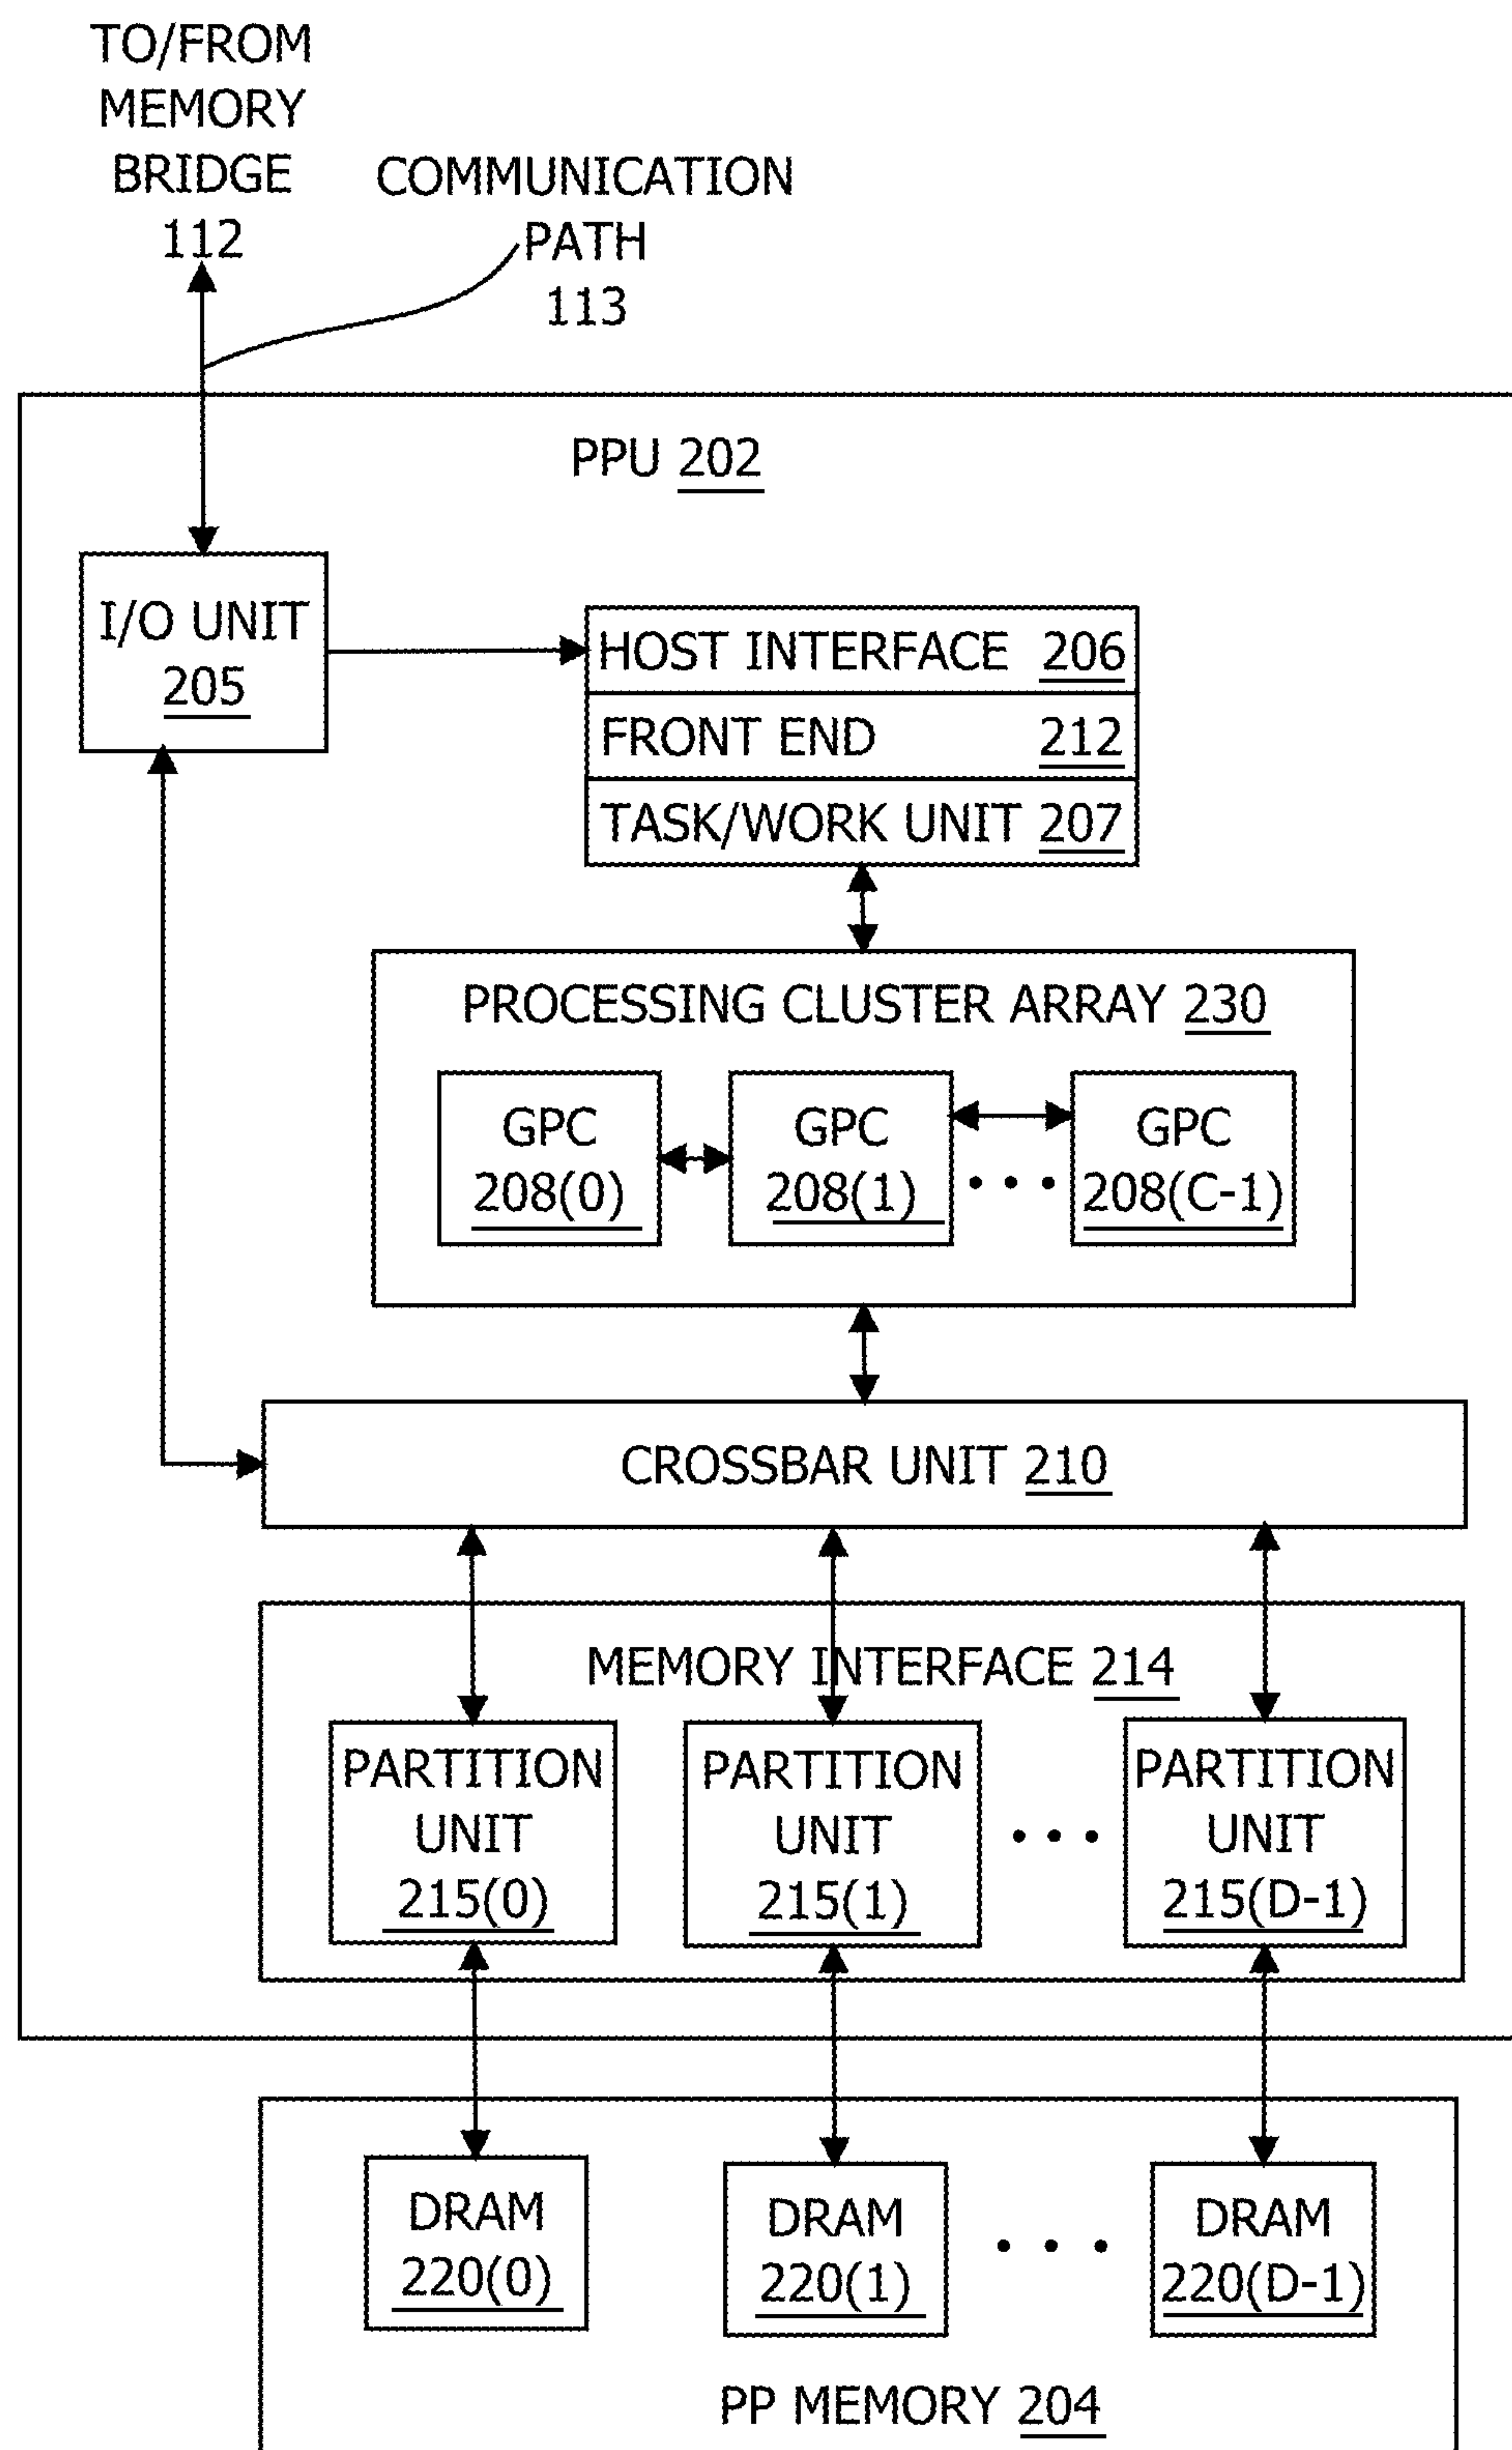 TO/FROM
MEMORY
BRIDGE
112
COMMUNICATION
PATH
113
PPU 202
I/O UNIT
205
HOST INTERFACE 206
FRONT END 212
TASK/WORK UNIT 207
PROCESSING CLUSTER ARRAY 230
GPC
208(0)
GPC
208(1)
. . .
GPC
208(C-1)
CROSSBAR UNIT 210
MEMORY INTERFACE 214
PARTITION
UNIT
215(0)
PARTITION
UNIT
215(1)
. . .
PARTITION
UNIT
215(D-1)
DRAM
220(0)
DRAM
220(1)
. . .
DRAM
220(D-1)
PP MEMORY 204